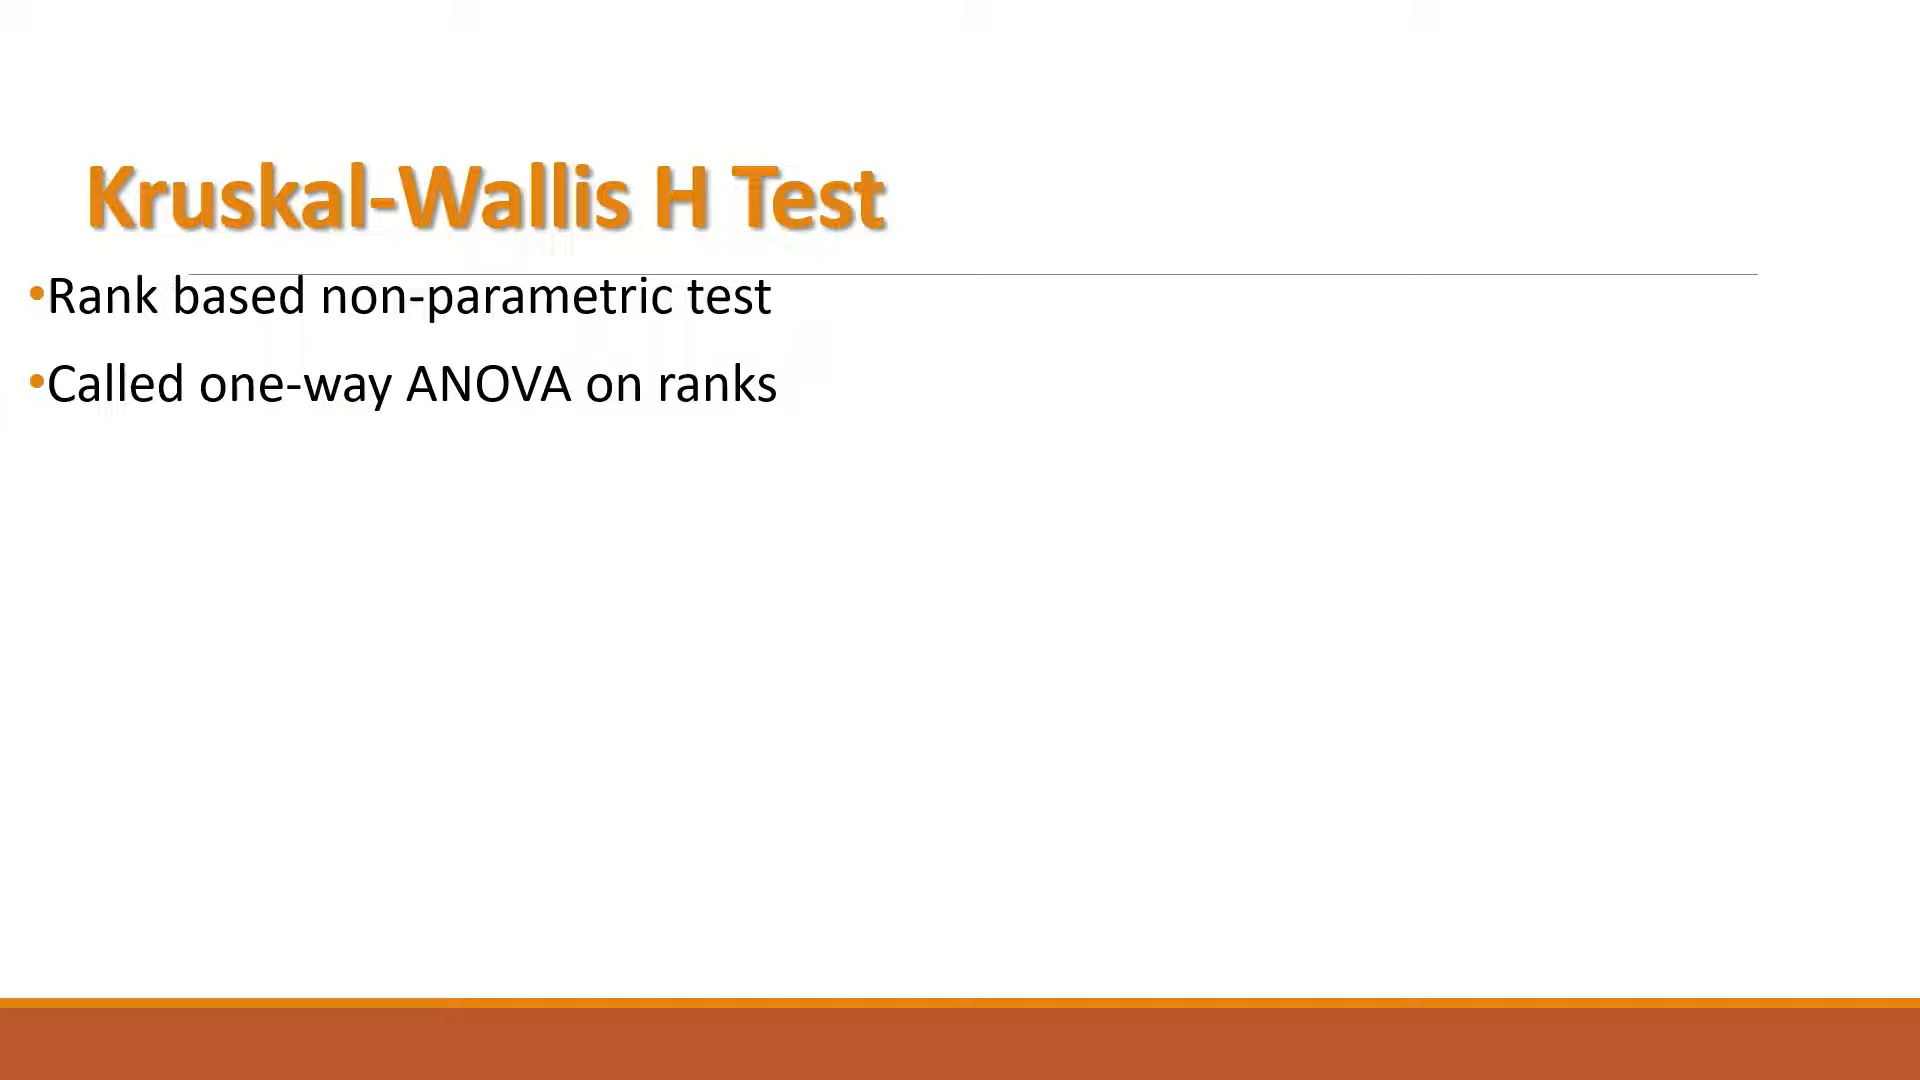 Kruskal-Wallis H Test
•Rank based non-parametric test
•Called one-way ANOVA on ranks